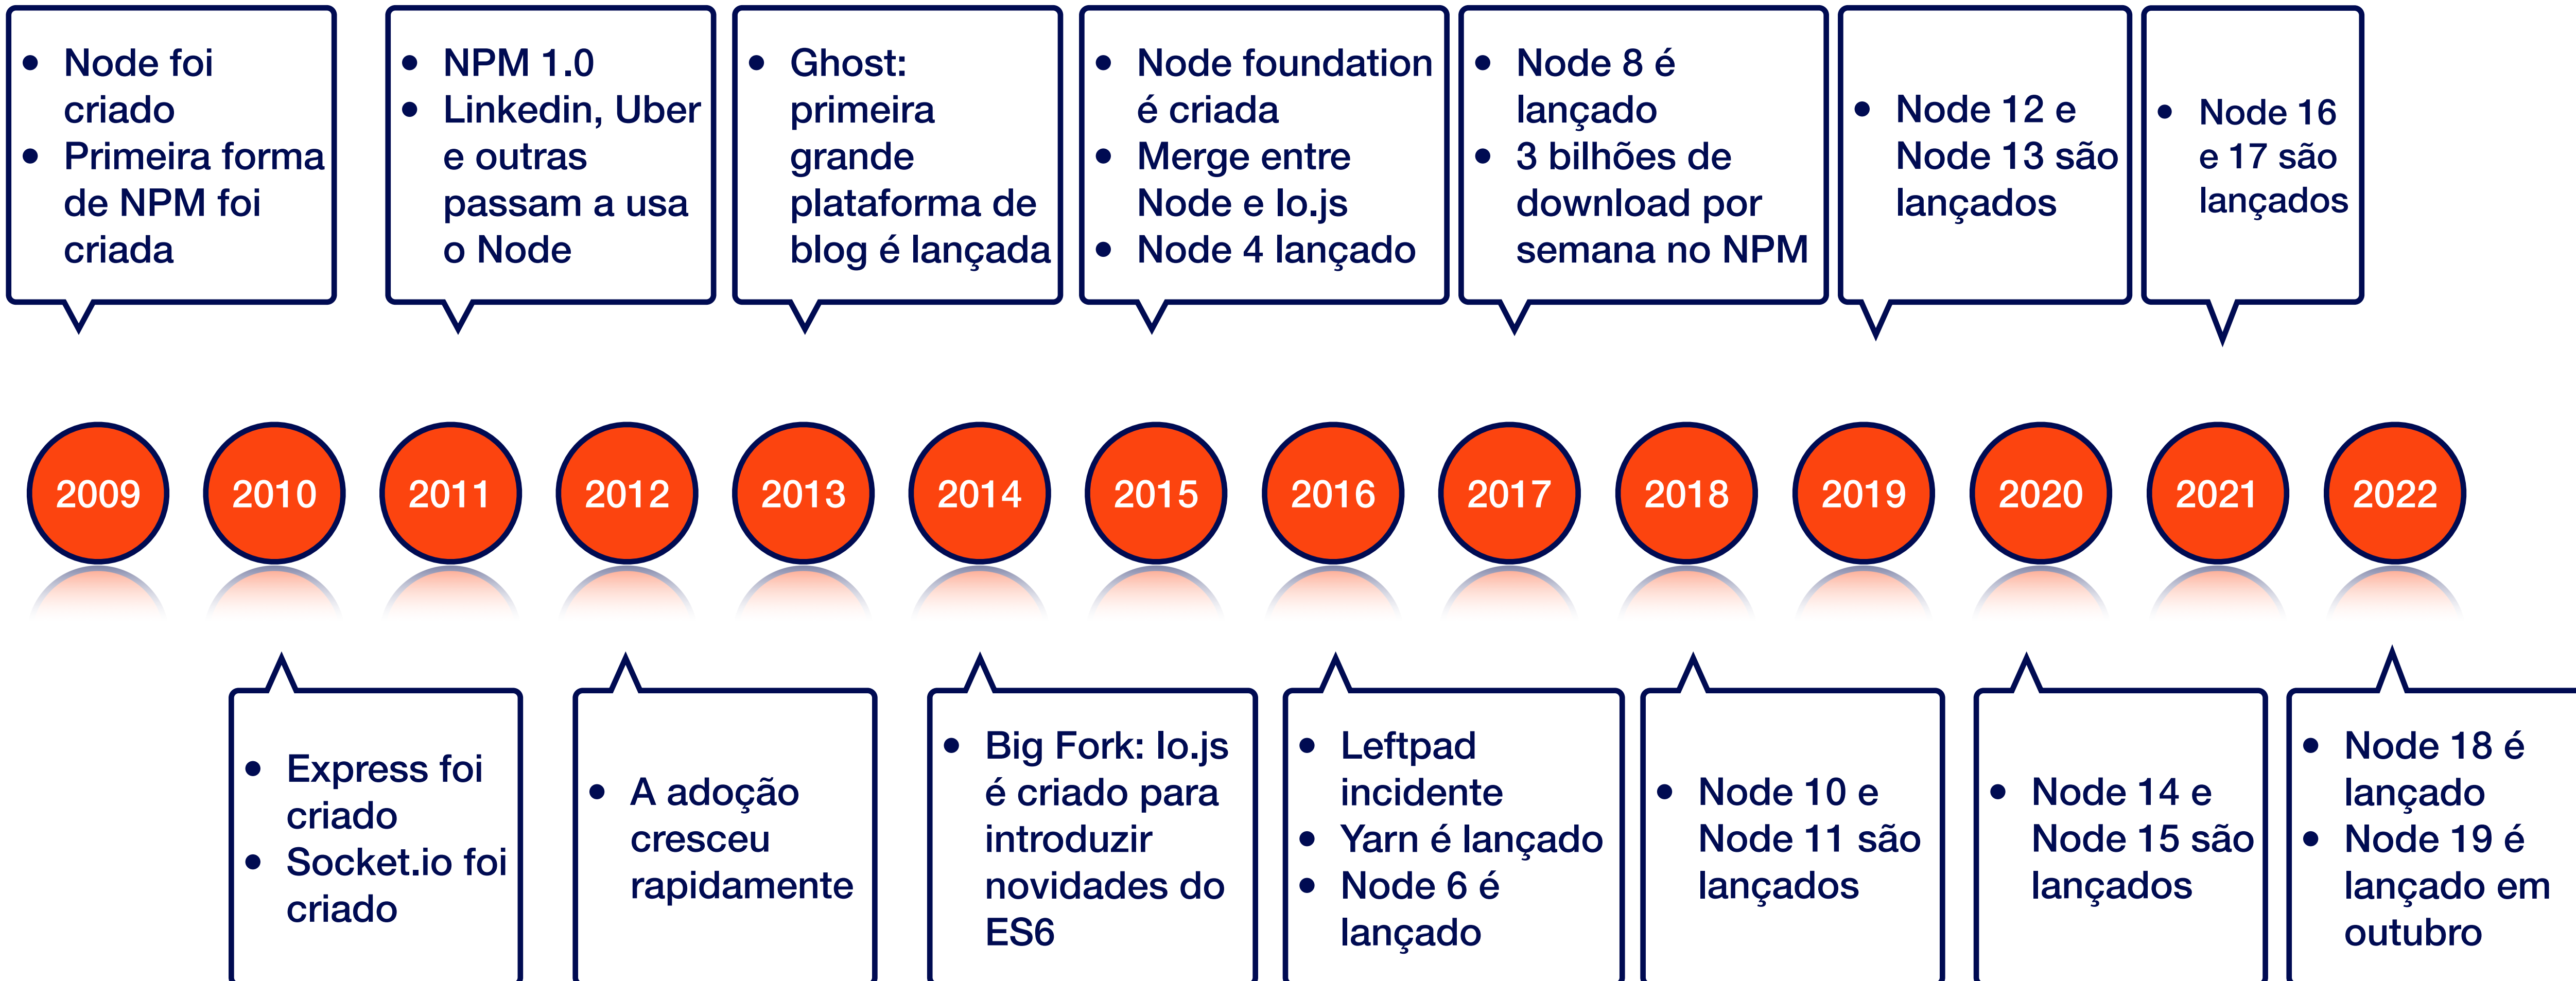 • Node foi
criado
• Primeira forma
de NPM foi
criada
• NPM 1.0
• Linkedin, Uber
e outras
passam a usa
o Node
• Ghost:
primeira
grande
plataforma de
blog é lançada
• Node foundation
é criada
• Merge entre
Node e Io.js
• Node 4 lançado
• Node 8 é
lançado
• 3 bilhões de
download por
semana no NPM
• Node 12 e
Node 13 são
lançados
• Node 16
e 17 são
lançados
2009
2010
2011
2012
2013
2014
2015
2016
2017
2018
2019
2020
2021
2022
• Express foi
criado
• Socket.io foi
criado
• A adoção
cresceu
rapidamente
• Big Fork: Io.js
é criado para
introduzir
novidades do
ES6
• Leftpad
incidente
• Yarn é lançado
• Node 6 é
lançado
• Node 10 e
Node 11 são
lançados
• Node 14 e
Node 15 são
lançados
• Node 18 é
lançado
• Node 19 é
lançado em
outubro